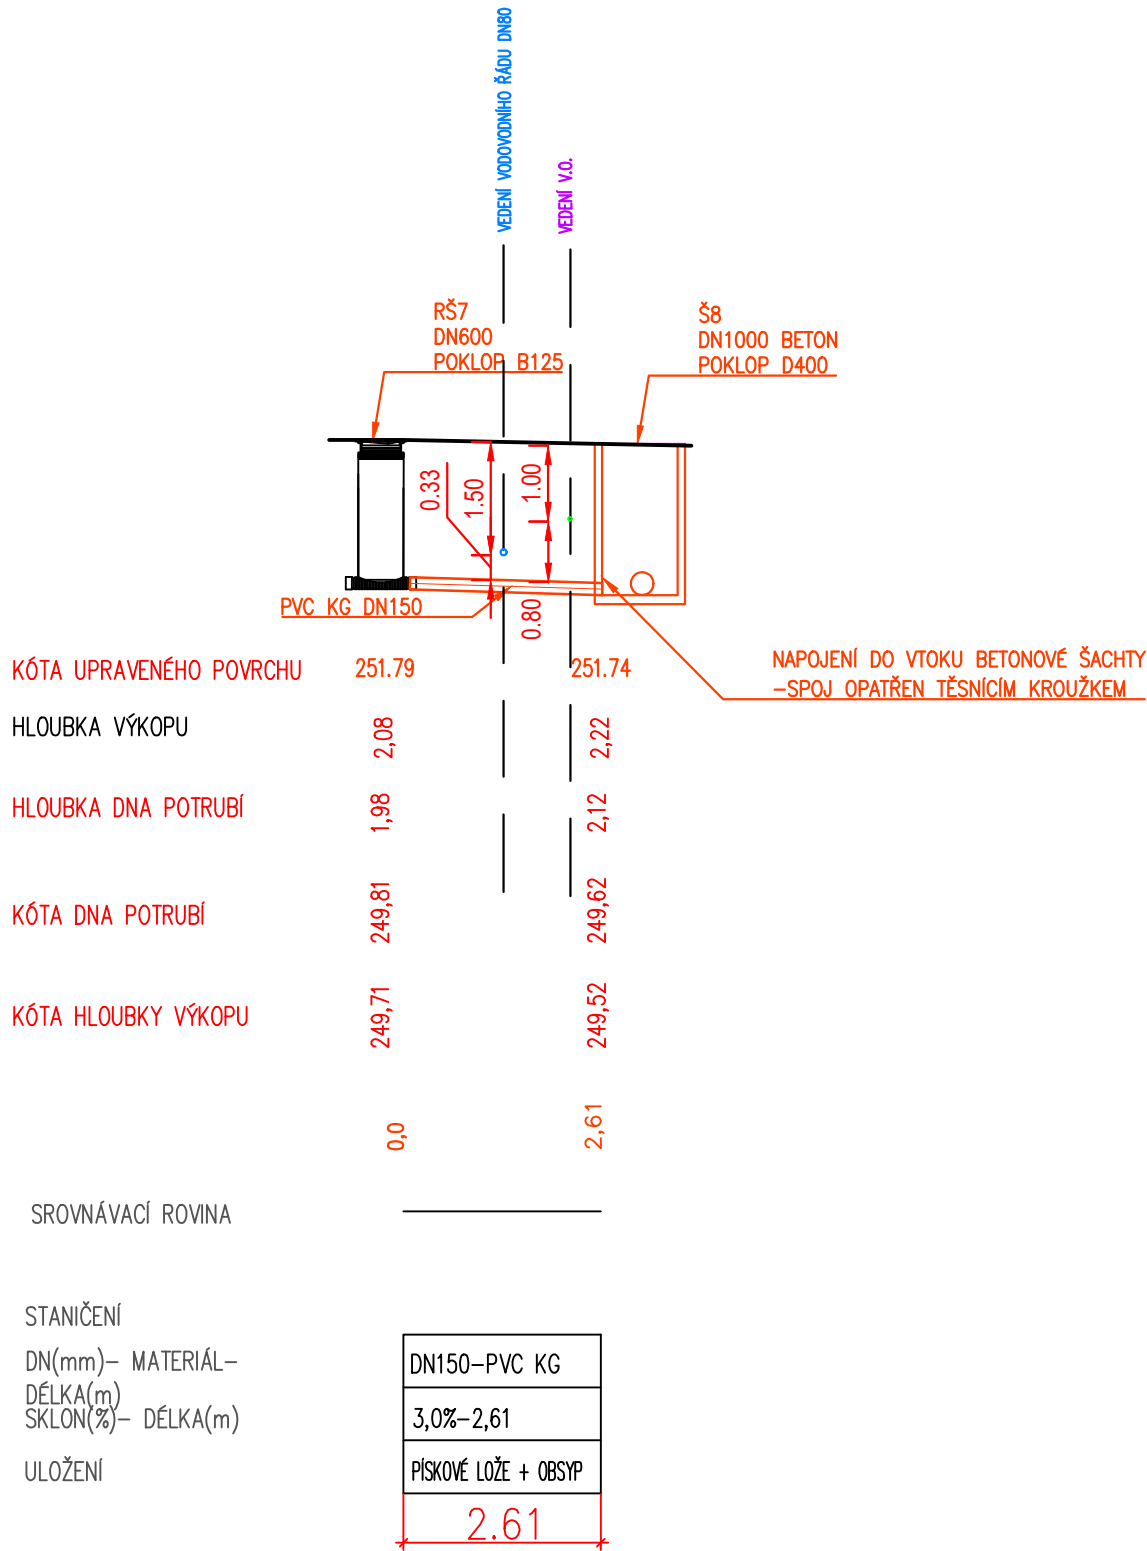 VEDENÍ VODOVODNÍHO ŘÁDU DN80
VEDENÍ V.O.
RŠ7
DN600
POKLOP B125
Š8
DN1000 BETON
POKLOP D400
0.33
1.50
1.00
0.80
PVC KG DN150
NAPOJENÍ DO VTOKU BETONOVÉ ŠACHTY
-SPOJ OPATŘEN TĚSNÍCÍM KROUŽKEM
KÓTA UPRAVENÉHO POVRCHU 251.79 251.74
HLOUBKA VÝKOPU 2,08 2,22
HLOUBKA DNA POTRUBÍ 1,98 2,12
KÓTA DNA POTRUBÍ 249,81 249,62
KÓTA HLOUBKY VÝKOPU 249,71 249,52
0,0 2,61
SROVNÁVACÍ ROVINA
STANIČENÍ
DN(mm)- MATERIÁL-
DÉLKA(m)
DN150-PVC KG
SKLON(%)- DÉLKA(m) 3,0%-2,61
ULOŽENÍ PÍSKOVÉ LOŽE + OBSYP
2.61